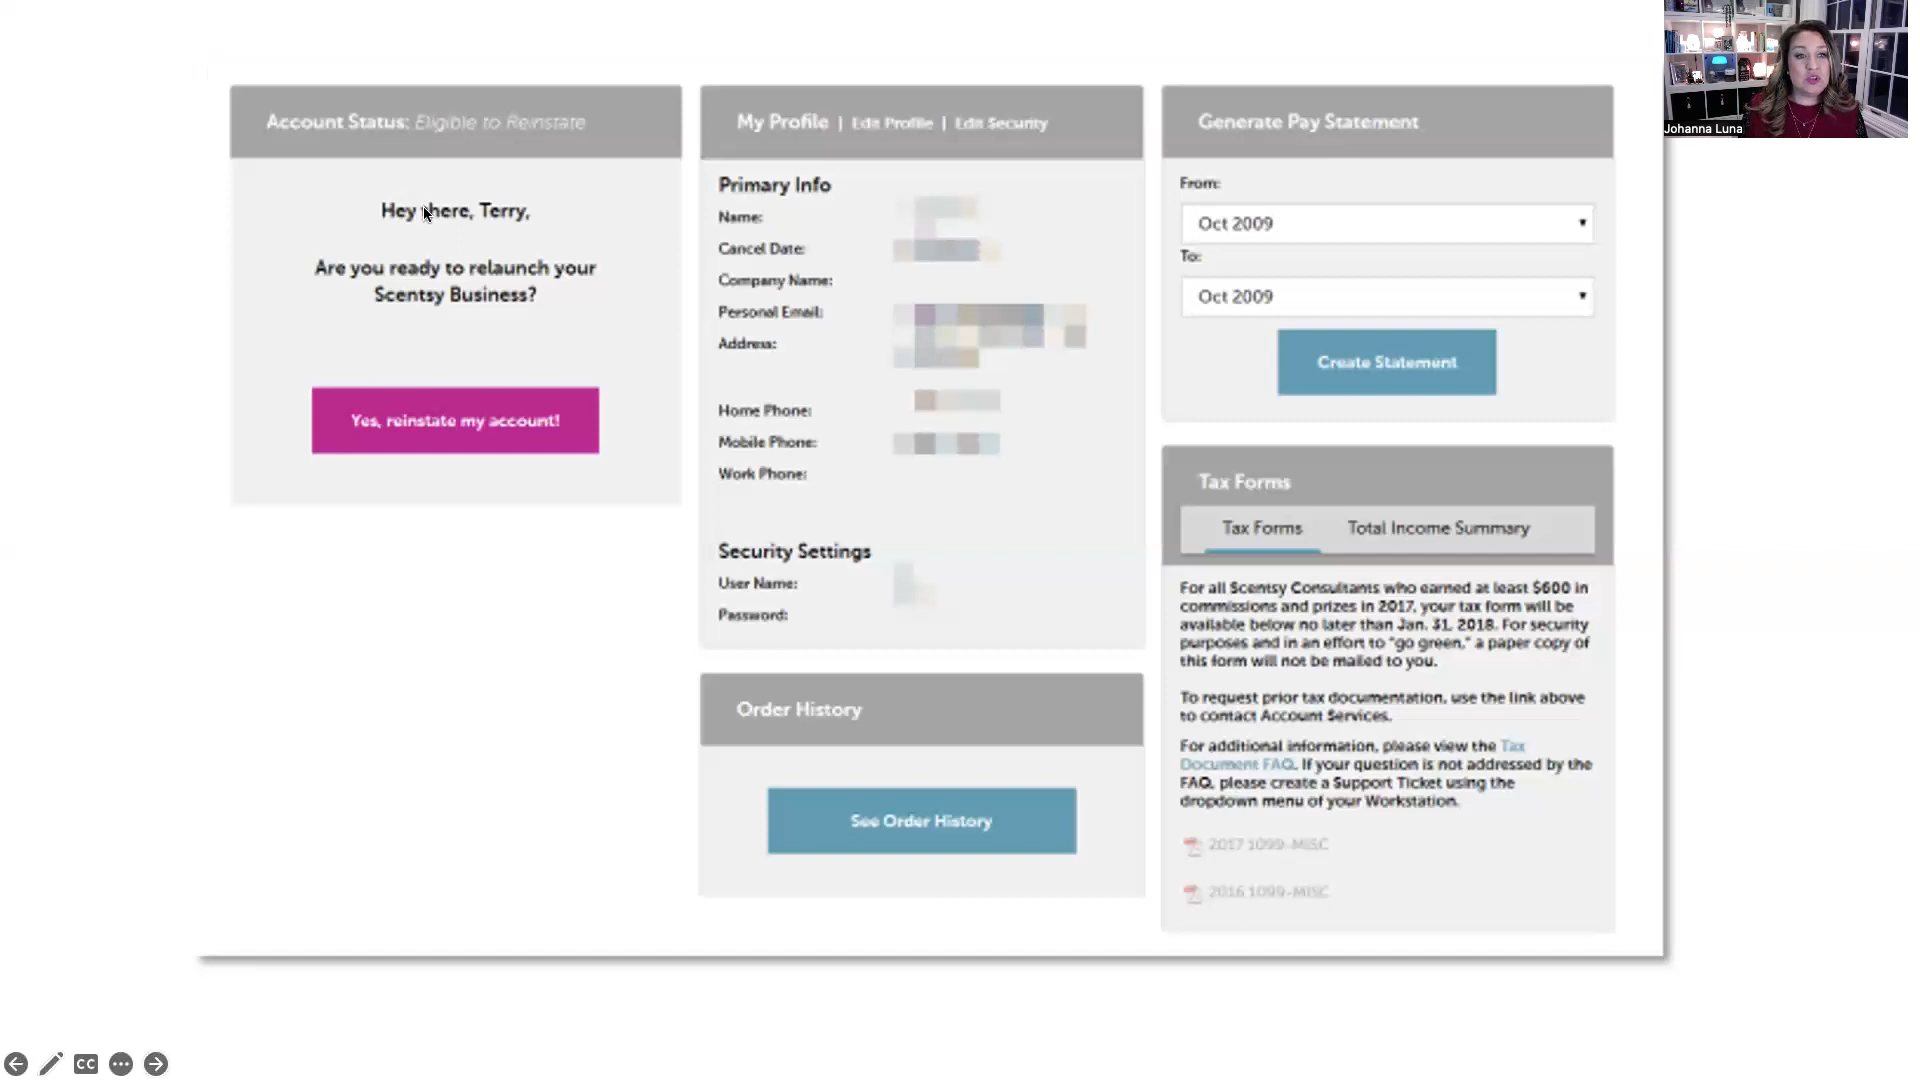 Account Status: Eligible to Reinstate
Hey there, Terry,
Are you ready to relaunch your
Scentsy Business?
Yes, reinstate my account!
My Profile | Edit Profile | Edit Security
Primary Info
Name:
Cancel Date:
Company Name:
Personal Email:
Address:
Home Phone:
Mobile Phone:
Work Phone:
Security Settings
User Name:
Password:
Order History
See Order History
Generate Pay Statement
From:
Oct 2009
To:
Oct 2009
Create Statement
Tax Forms
Tax Forms Total Income Summary
For all Scentsy Consultants who earned at least $600 in
commissions and prizes in 2017, your tax form will be
available below no later than Jan. 31, 2018. For security
purposes and in an effort to "go green," a paper copy of
this form will not be mailed to you.
To request prior tax documentation, use the link above
to contact Account Services.
For additional information, please view the Tax
Document FAQ. If your question is not addressed by the
FAQ, please create a Support Ticket using the
dropdown menu of your Workstation.
2017 1099-MISC
2016 1099-MISC
Johanna Luna
CC